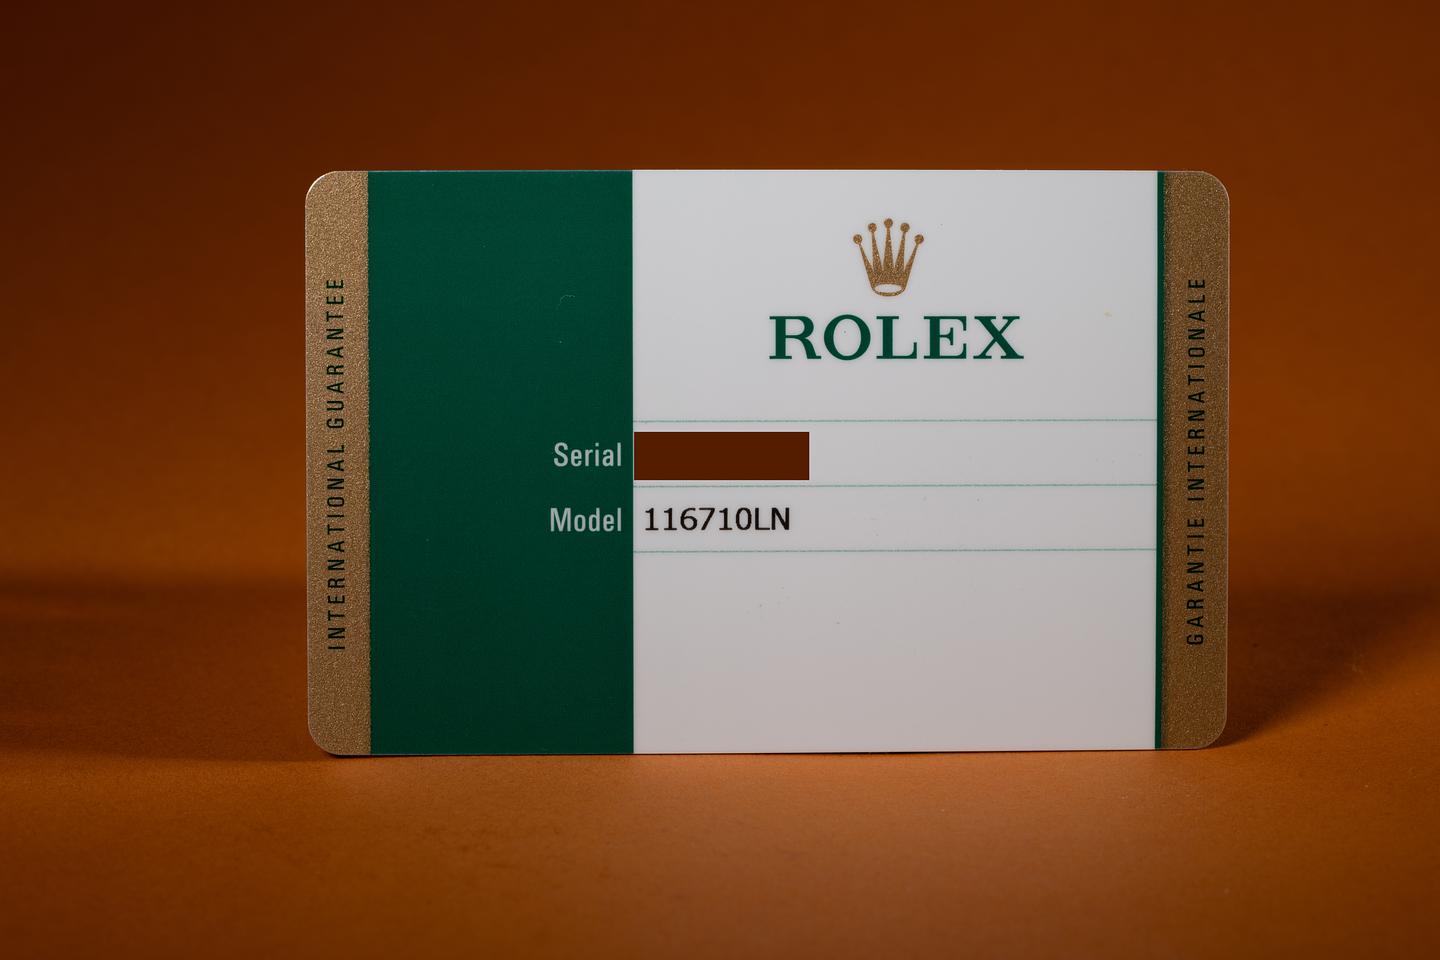 INTERNATIONAL GUARANTEE
ROLEX
Serial
Model 116710LN
GARANTIE INTERNATIONALE